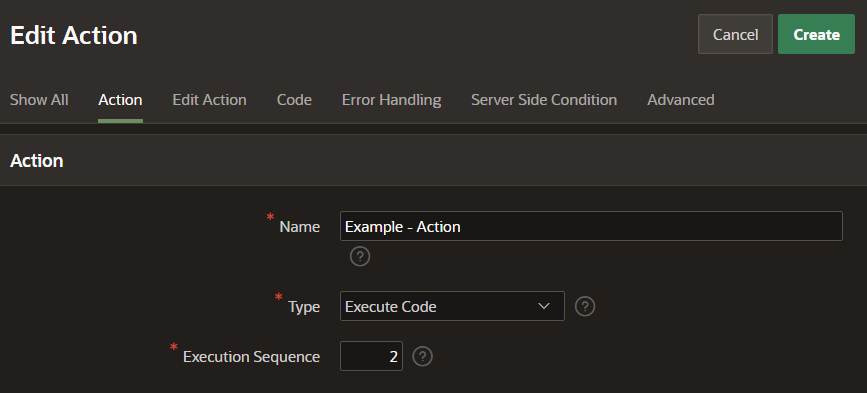 Edit Action
Cancel
Create
Show All
Action
Edit Action
Code
Error Handling
Server Side Condition
Advanced
Action
* Name
Example - Action
?
* Type
Execute Code
?
* Execution Sequence
2
?